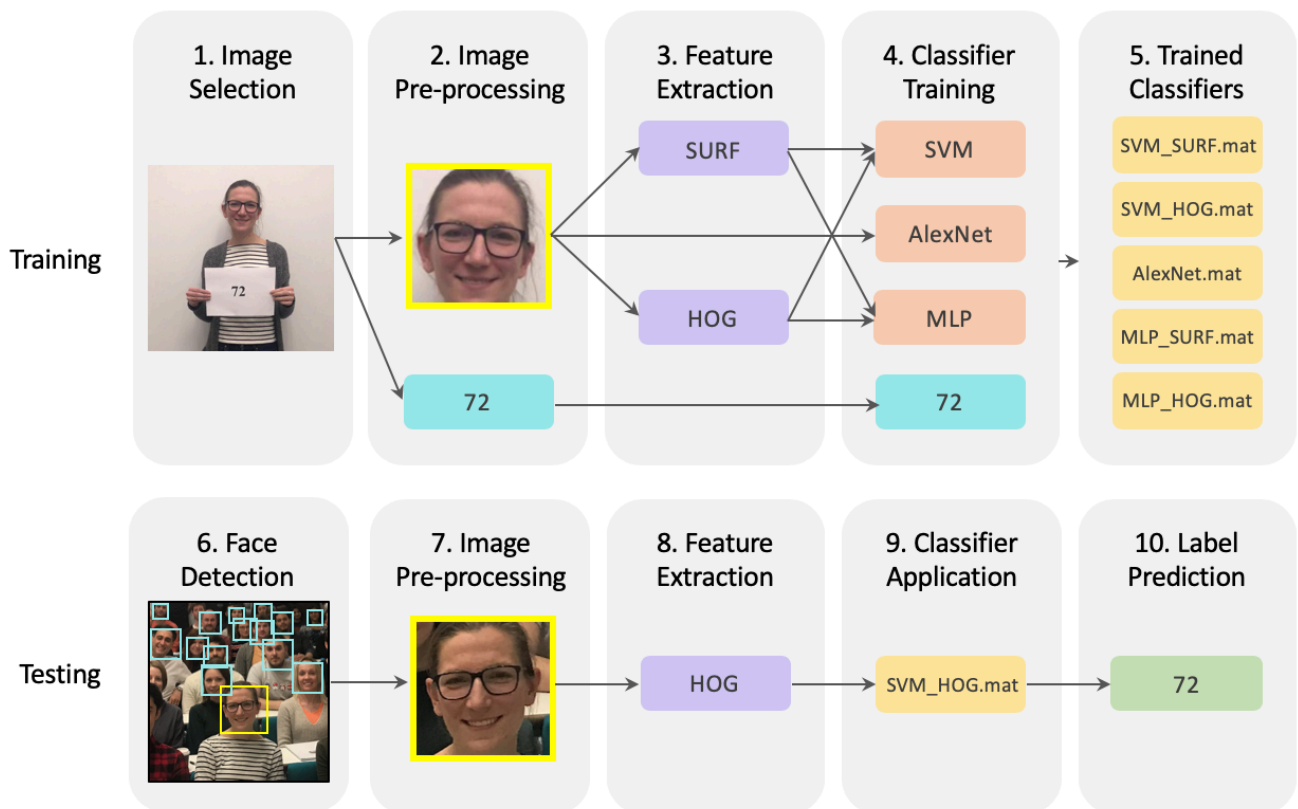 1. Image
Selection
2. Image
Pre-processing
3. Feature
Extraction
4. Classifier
Training
5. Trained
Classifiers
Training
72
72
SURF
HOG
SVM
AlexNet
MLP
72
SVM_SURF.mat
SVM_HOG.mat
AlexNet.mat
MLP_SURF.mat
MLP_HOG.mat
6. Face
Detection
7. Image
Pre-processing
8. Feature
Extraction
9. Classifier
Application
10. Label
Prediction
Testing
HOG
SVM_HOG.mat
72